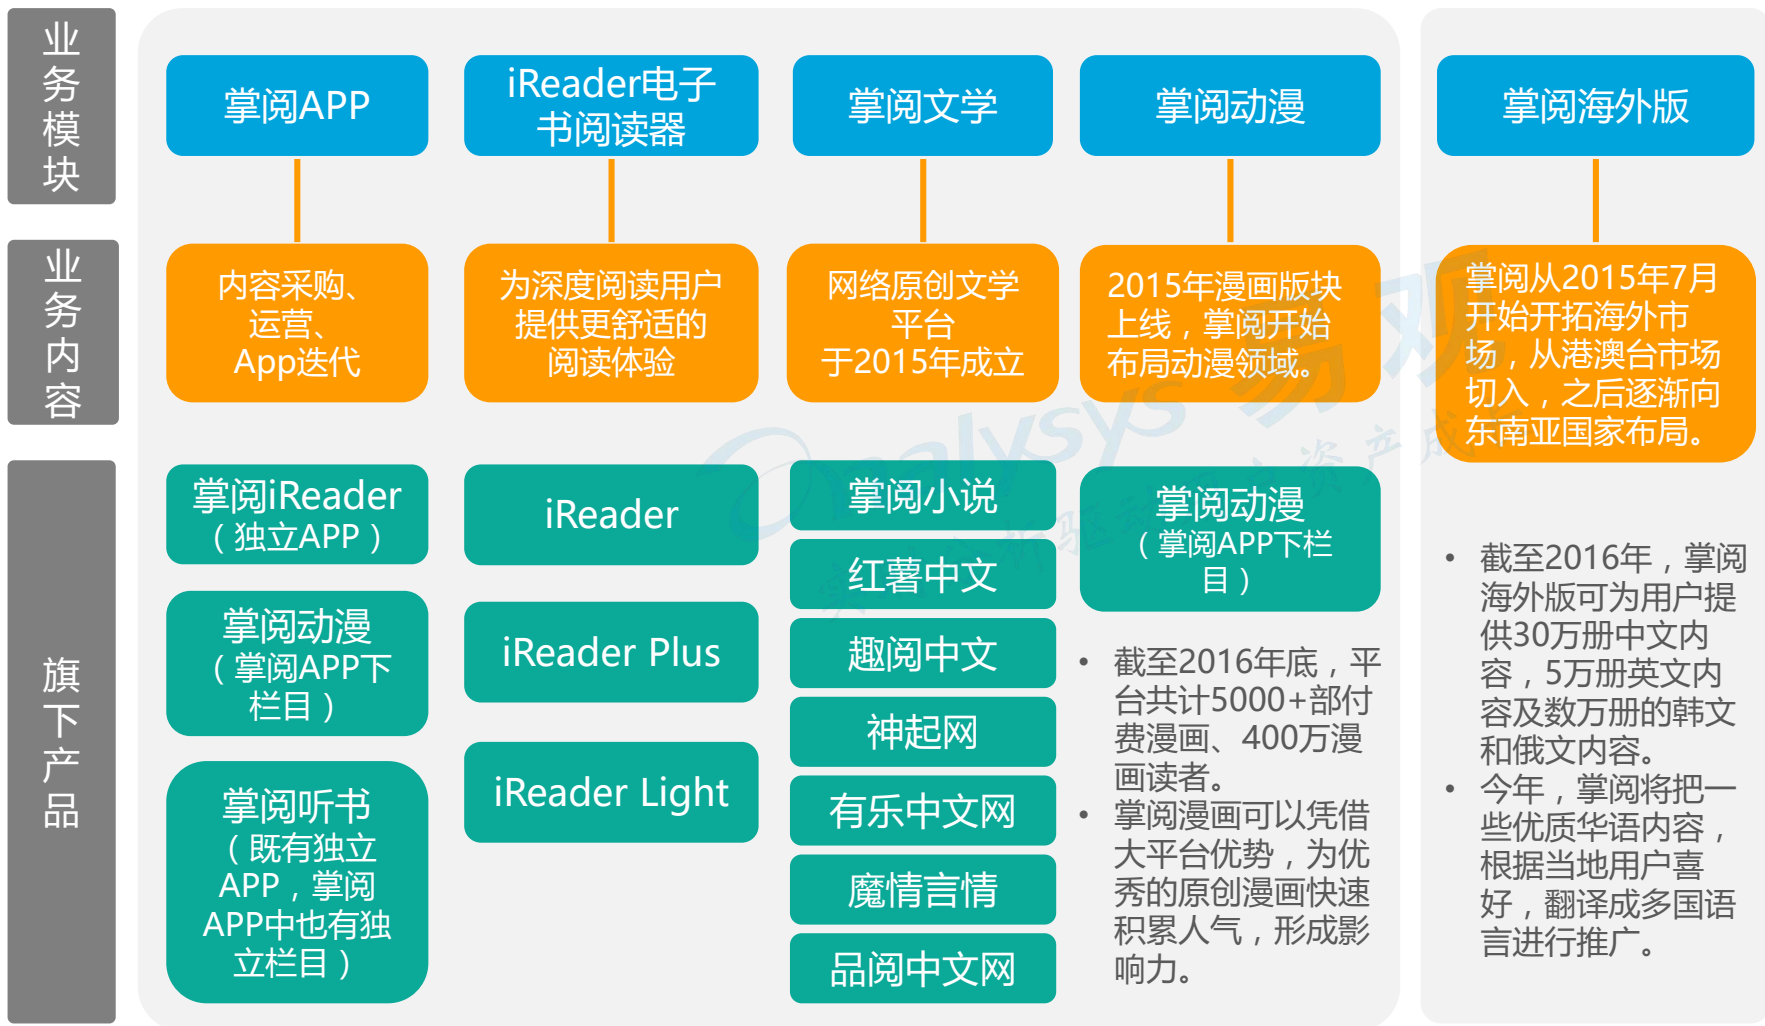 业务模块
掌阅APP
iReader电子
书阅读器
掌阅文学
掌阅动漫
掌阅海外版
业务内容
内容采购、
运营、
App迭代
为深度阅读用户
提供更舒适的
阅读体验
网络原创文学
平台
于2015年成立
2015年漫画版块
上线，掌阅开始
布局动漫领域。
掌阅从2015年7月
开始开拓海外市
场，从港澳台市场
切入，之后逐渐向
东南亚国家布局。
旗下产品
掌阅iReader
（独立APP）
掌阅动漫
（掌阅APP下
栏目）
掌阅听书
（既有独立
APP，掌阅
APP中也有独
立栏目）
iReader
iReader Plus
iReader Light
掌阅小说
红薯中文
趣阅中文
神起网
有乐中文网
魔情言情
品阅中文网
掌阅动漫
（掌阅APP下栏
目）
• 截至2016年底，平
台共计5000+部付
费漫画、400万漫
画读者。
• 掌阅漫画可以凭借
大平台优势，为优
秀的原创漫画快速
积累人气，形成影
响力。
• 截至2016年，掌阅
海外版可为用户提
供30万册中文内
容，5万册英文内
容及数万册的韩文
和俄文内容。
• 今年，掌阅将把一
些优质华语内容，
根据当地用户喜
好，翻译成多国语
言进行推广。
analysys 易观